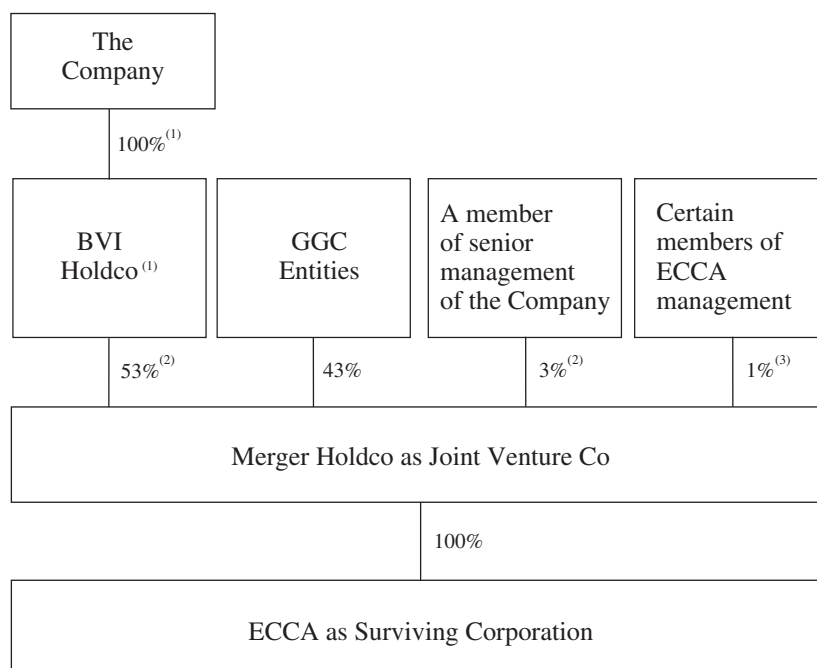 The
Company
100%(1)
BVI
Holdco (1)
GGC
Entities
A member
of senior
management
of the Company
Certain
members of
ECCA
management
53%(2)
43%
3%(2)
1%(3)
Merger Holdco as Joint Venture Co
100%
ECCA as Surviving Corporation